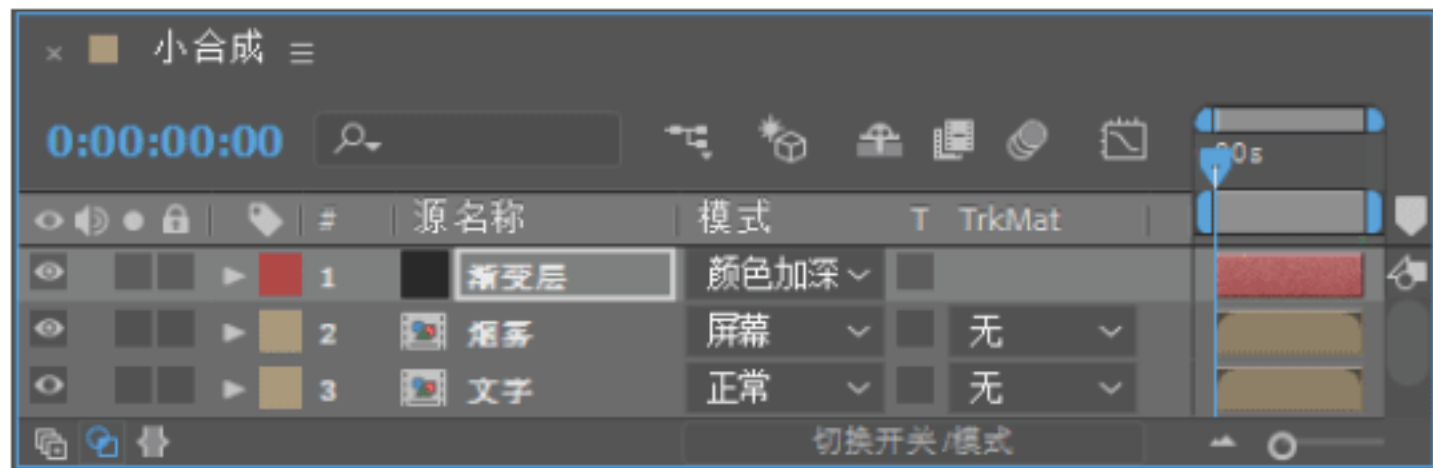 小合成
0:00:00:00
00s
# 源名称 模式 T TrkMat
1 渐变层 颜色加深
2 烟雾 屏幕 无
3 文字 正常 无
切换开关/模式